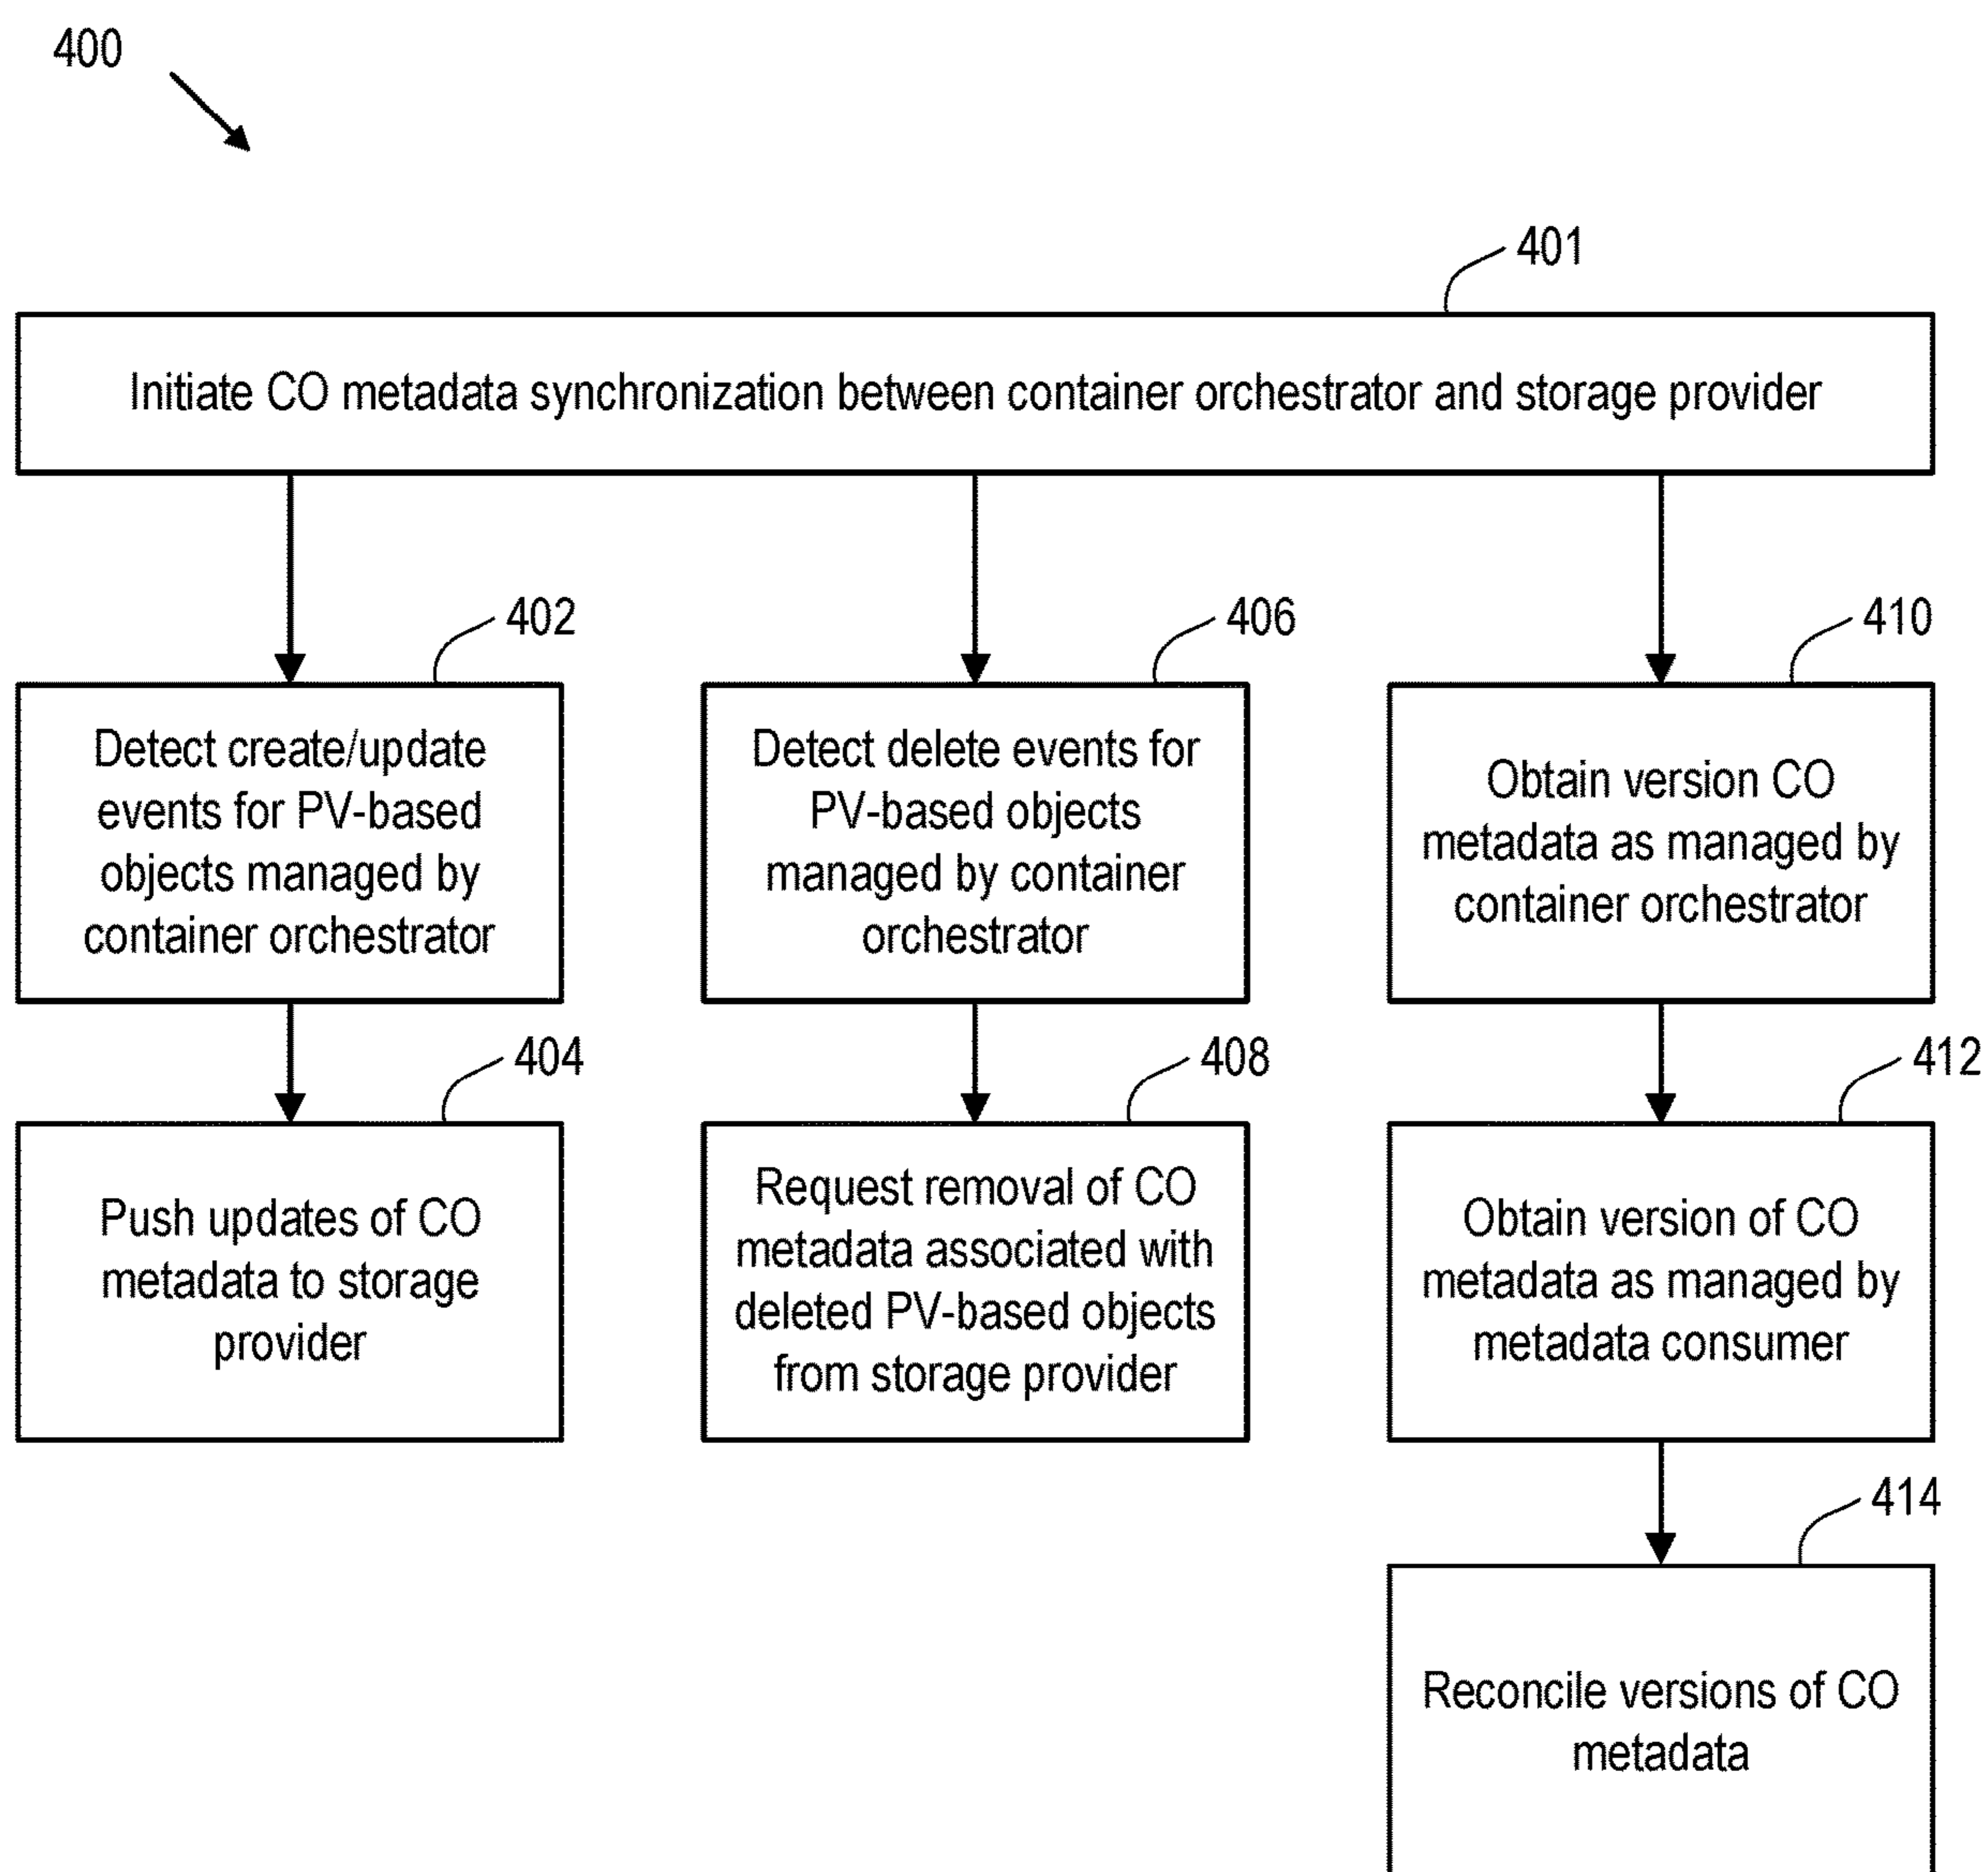 400
401
Initiate CO metadata synchronization between container orchestrator and storage provider
402
Detect create/update
events for PV-based
objects managed by
container orchestrator
404
Push updates of CO
metadata to storage
provider
406
Detect delete events for
PV-based objects
managed by container
orchestrator
408
Request removal of CO
metadata associated with
deleted PV-based objects
from storage provider
410
Obtain version CO
metadata as managed by
container orchestrator
412
Obtain version of CO
metadata as managed by
metadata consumer
414
Reconcile versions of CO
metadata